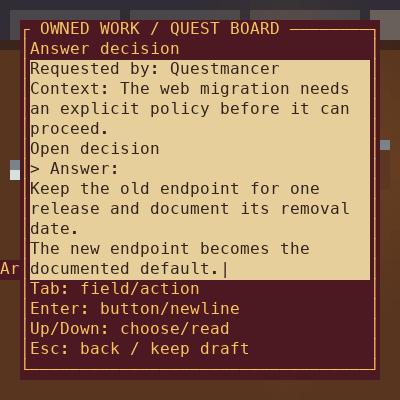 OWNED WORK / QUEST BOARD
Answer decision
Requested by: Questmancer
Context: The web migration needs
an explicit policy before it can
proceed.
Open decision
> Answer:
Keep the old endpoint for one
release and document its removal
date.
The new endpoint becomes the
documented default.|
Ar
Tab: field/action
Enter: button/newline
Up/Down: choose/read
Esc: back / keep draft